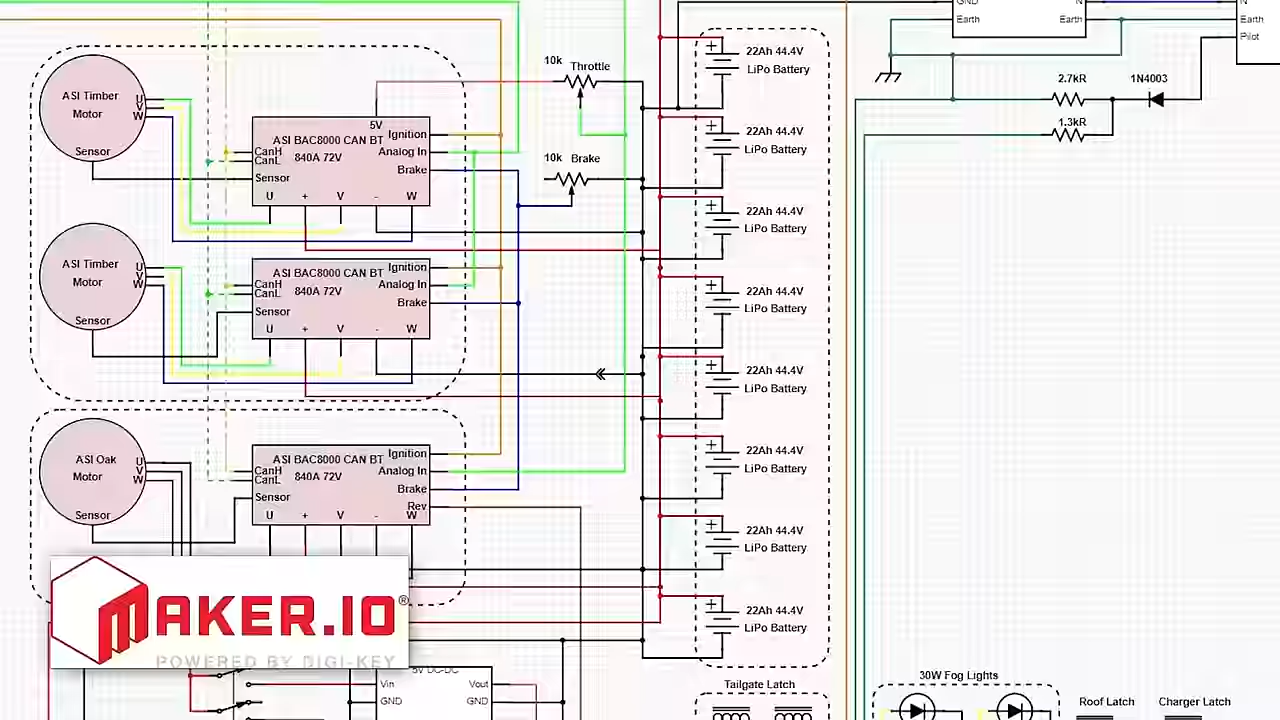 GND
N
Earth
Earth
Earth
Pilot
2.7kR
1N4003
1.3kR
10k Throttle
10k Brake
ASI Timber
Motor
U
V
W
Sensor
5V
ASI BAC8000 CAN BT
840A 72V
Ignition
Analog In
Brake
CanH
CanL
Sensor
U + V - W
ASI Timber
Motor
U
V
W
Sensor
ASI BAC8000 CAN BT
840A 72V
Ignition
Analog In
Brake
CanH
CanL
Sensor
U + V - W
ASI Oak
Motor
U
V
W
Sensor
ASI BAC8000 CAN BT
840A 72V
Ignition
Analog In
Brake
Rev
CanH
CanL
Sensor
U + V - W
22Ah 44.4V
LiPo Battery
22Ah 44.4V
LiPo Battery
22Ah 44.4V
LiPo Battery
22Ah 44.4V
LiPo Battery
22Ah 44.4V
LiPo Battery
22Ah 44.4V
LiPo Battery
22Ah 44.4V
LiPo Battery
22Ah 44.4V
LiPo Battery
MAKER.IO®
POWERED BY DIGI-KEY
5V DC-DC
Vin Vout
GND GND
Tailgate Latch
30W Fog Lights
Roof Latch
Charger Latch